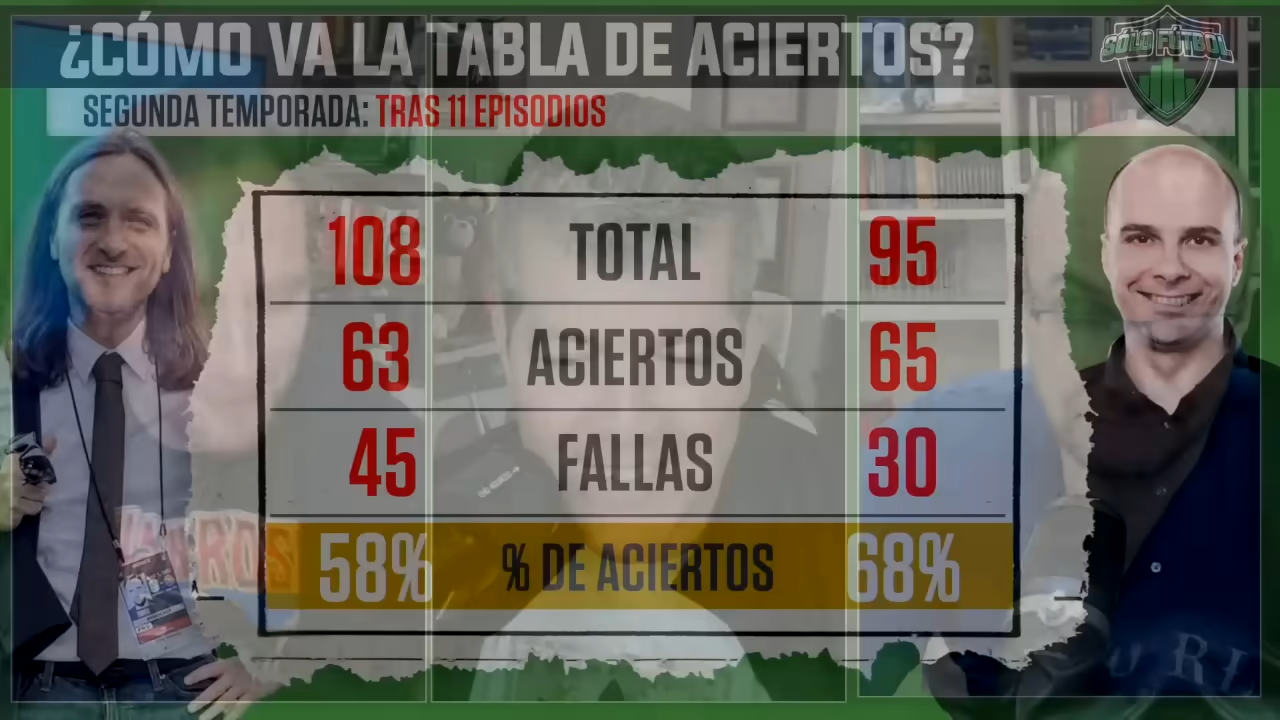 ¿CÓMO VA LA TABLA DE ACIERTOS?
SÓLO FÚTBOL
SEGUNDA TEMPORADA: TRAS 11 EPISODIOS
108 TOTAL 95
63 ACIERTOS 65
45 FALLAS 30
58% % DE ACIERTOS 68%